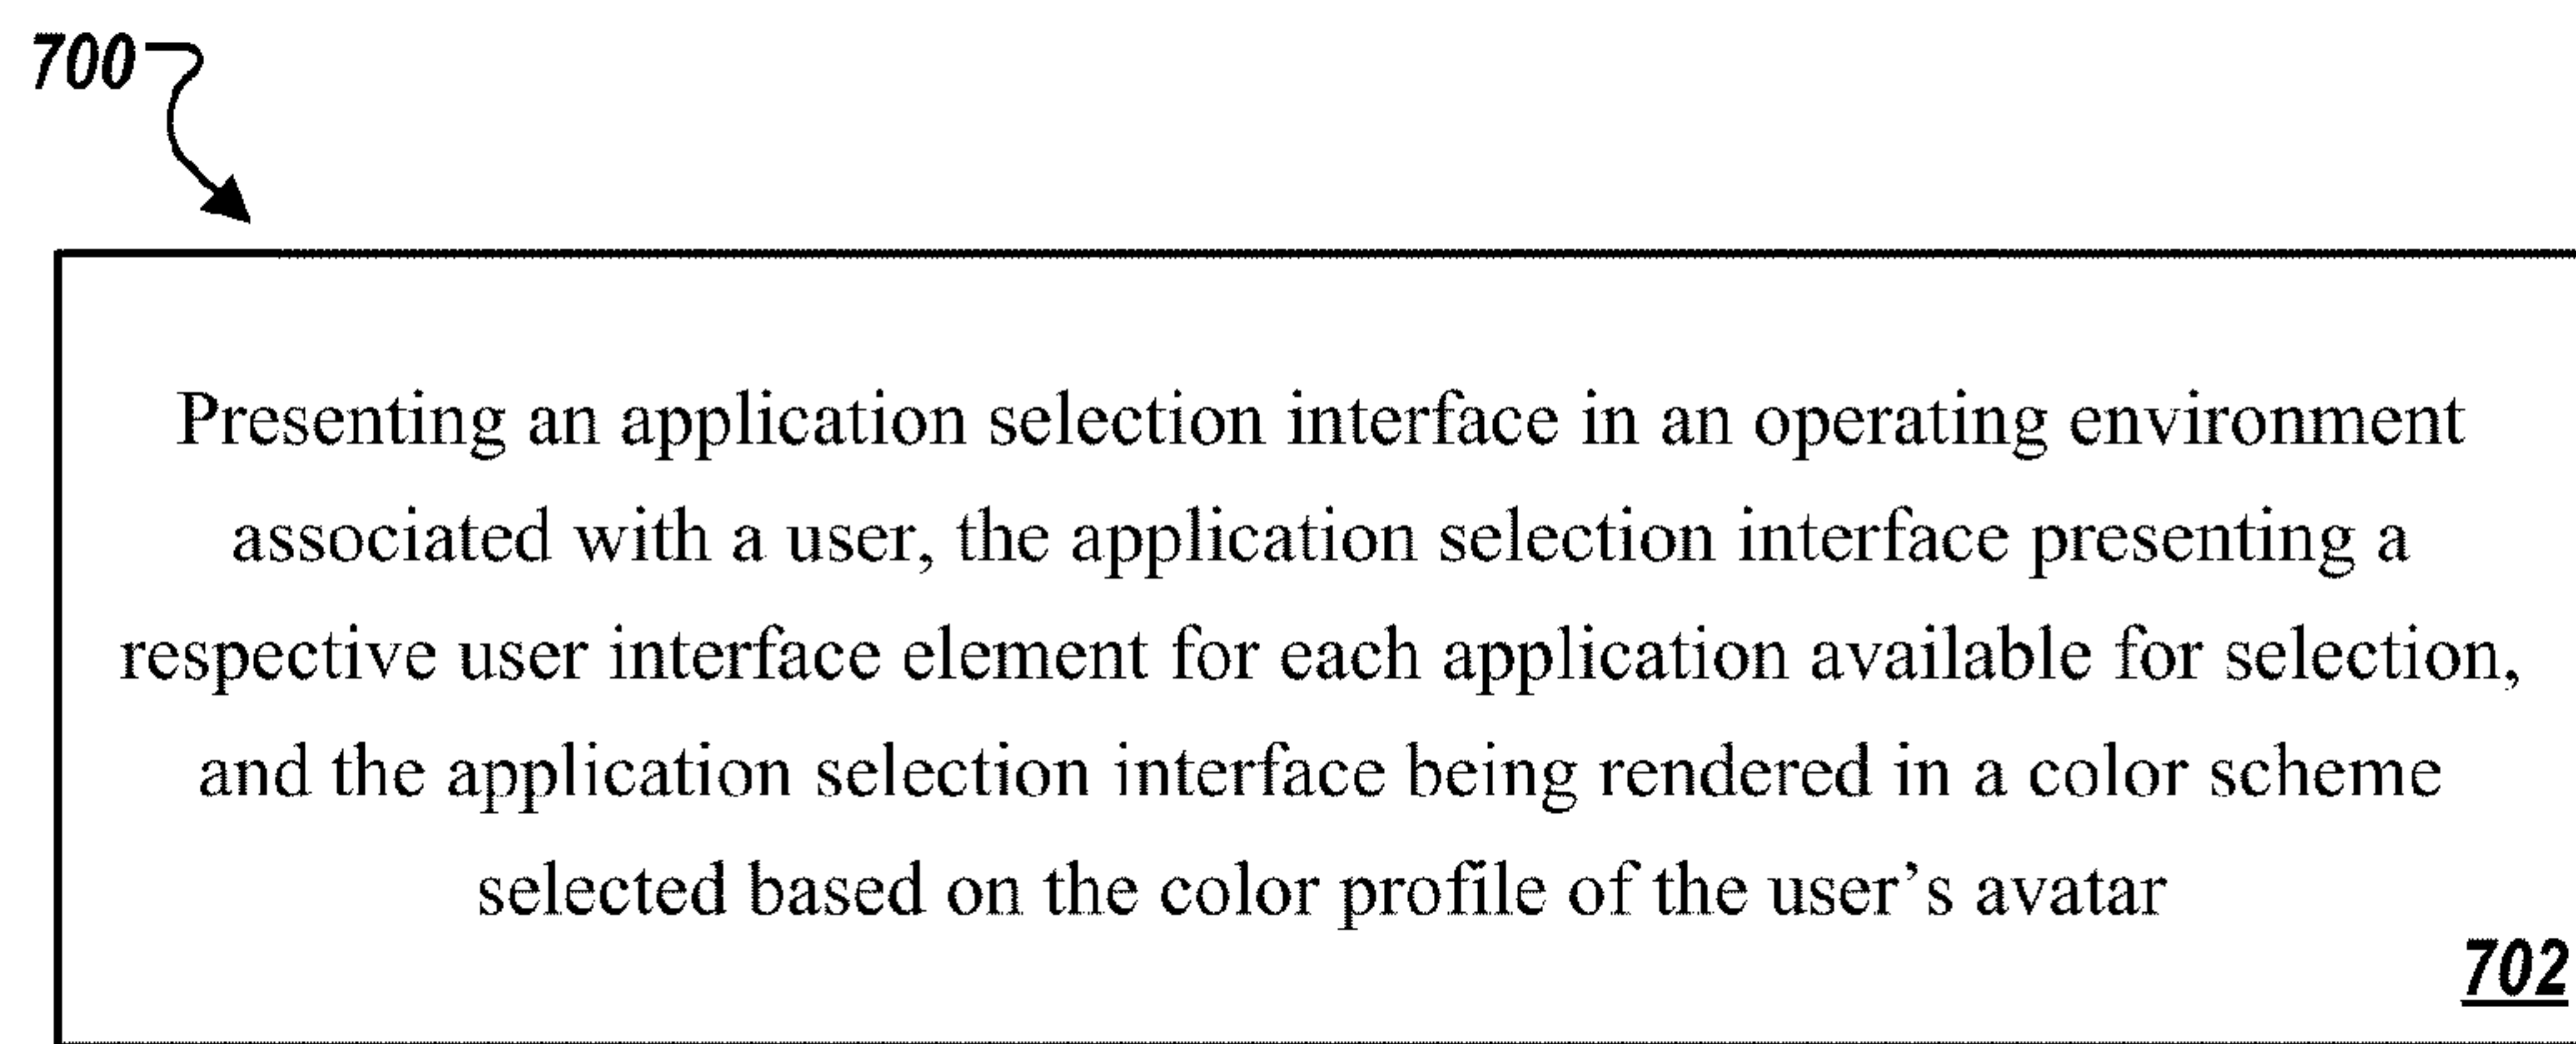 700
Presenting an application selection interface in an operating environment
associated with a user, the application selection interface presenting a
respective user interface element for each application available for selection,
and the application selection interface being rendered in a color scheme
selected based on the color profile of the user’s avatar
702